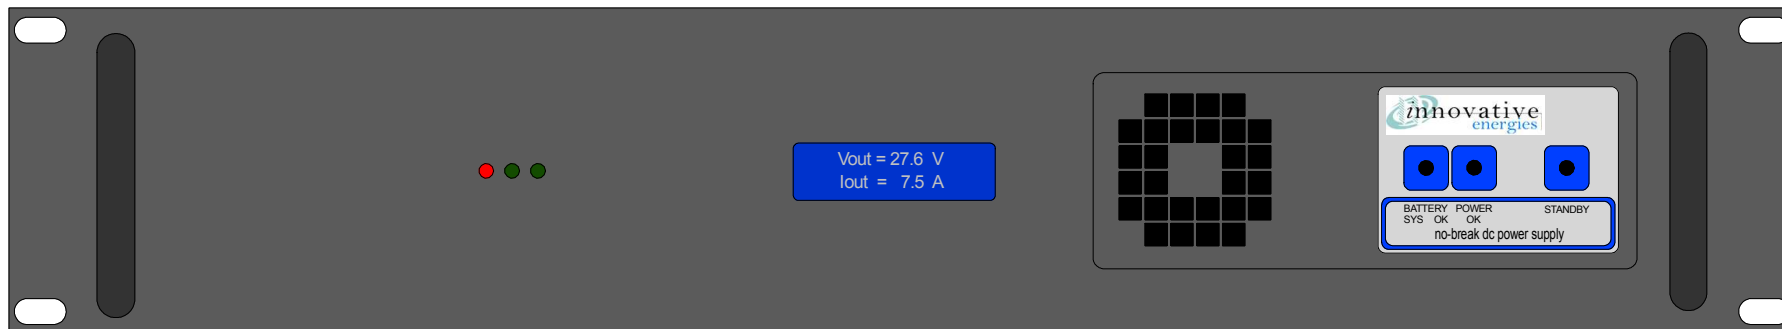 Vout = 27.6 V
Iout = 7.5 A
innovative
energies
BATTERY POWER STANDBY
SYS OK OK
no-break dc power supply